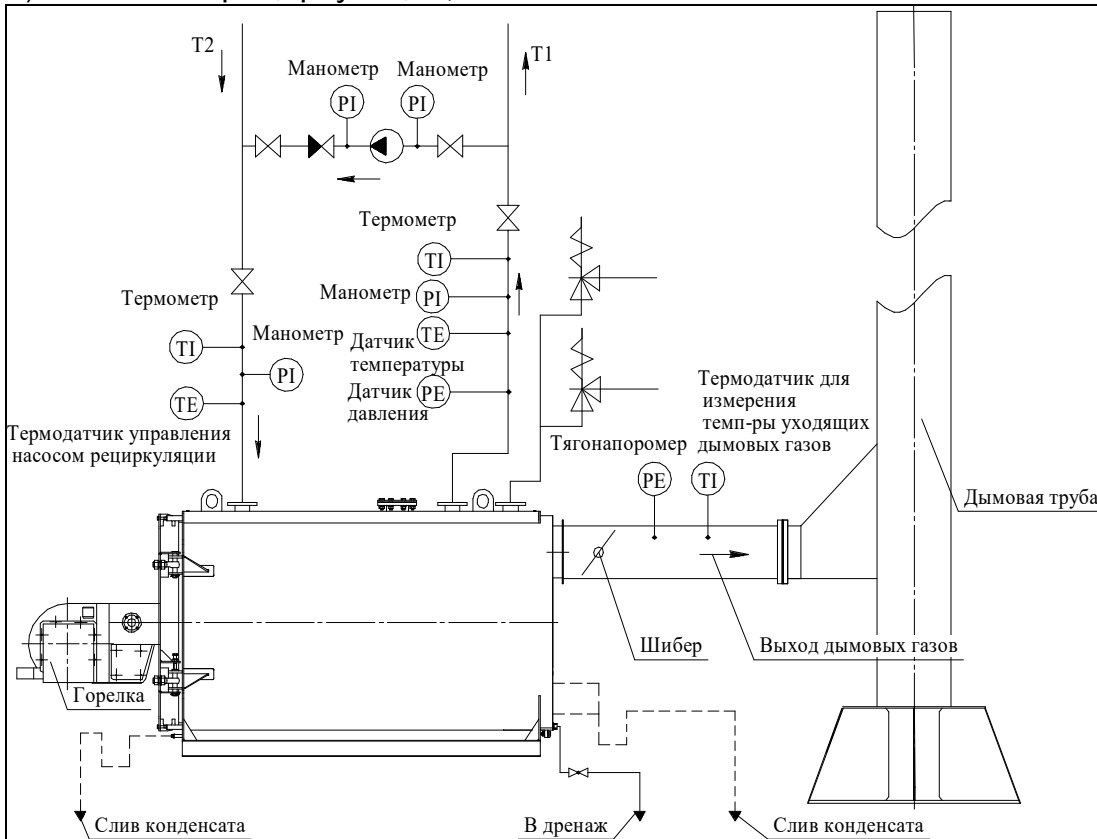 T2
T1
Манометр
Манометр
PI
PI
Термометр
TI
Термометр
Манометр
PI
Манометр
TE
TI
Датчик
температуры
PI
Датчик
давления
PE
TE
Термодатчик управления
насосом рециркуляции
Термодатчик для
измерения
темп-ры уходящих
дымовых газов
Тягонапоромер
PE
TI
Дымовая труба
Шибер
Выход дымовых газов
Горелка
Слив конденсата
В дренаж
Слив конденсата